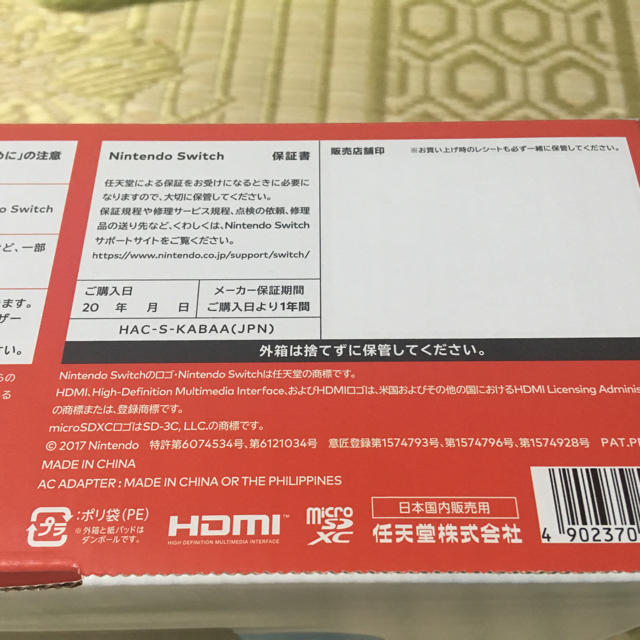 めに」の注意
Switch
ど、一部
ます。
ザー
さい。
らの
る
Nintendo Switch 保証書
任天堂による保証をお受けになるときに必要に
なりますので、大切に保管してください。
保証規程や修理サービス規程、点検の依頼、修理
品の送り先など、くわしくは、Nintendo Switch
サポートサイトをご覧ください。
https://www.nintendo.co.jp/support/switch/
ご購入日
20 年 月 日
メーカー保証期間
ご購入日より1年間
HAC-S-KABAA(JPN)
販売店舗印 ※お買い上げ時のレシートも必ず一緒に保管してください。
外箱は捨てずに保管してください。
Nintendo Switchのロゴ・Nintendo Switchは任天堂の商標です。
HDMI、High-Definition Multimedia Interface、およびHDMIロゴは、米国およびその他の国におけるHDMI Licensing Adminis
の商標または、登録商標です。
microSDXCロゴはSD-3C, LLC.の商標です。
© 2017 Nintendo 特許第6074534号、第6121034号 意匠登録第1574793号、第1574796号、第1574928号 PAT.PE
MADE IN CHINA
AC ADAPTER : MADE IN CHINA OR THE PHILIPPINES
プラ
:ポリ袋(PE)
※外箱と紙パッドは
ダンボールです。
HDMI™
HIGH DEFINITION MULTIMEDIA INTERFACE
micro
SD
XC
日本国内販売用
任天堂株式会社
4 902370